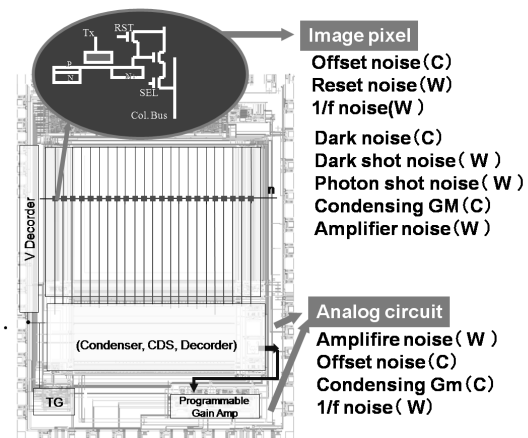 Tx
RST
P
N
N+
SEL
Col. Bus
Image pixel
Offset noise(C)
Reset noise(W)
1/f noise(W )
Dark noise(C)
Dark shot noise( W )
Photon shot noise( W )
Condensing GM(C)
Amplifier noise(W )
V Decorder
n
Analog circuit
Amplifire noise( W )
Offset noise(C)
Condensing Gm(C)
1/f noise( W )
(Condenser, CDS, Decorder)
TG
Programmable
Gain Amp